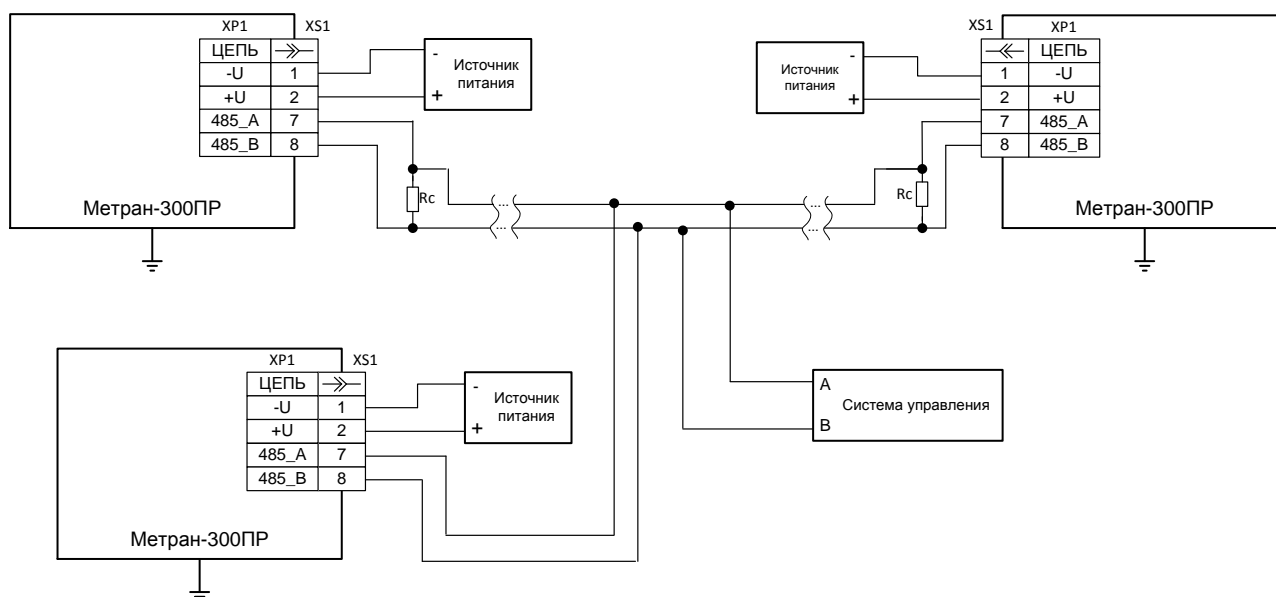 XP1 XS1
ЦЕПЬ
-U 1
+U 2
485_A 7
485_B 8
-
Источник
питания
+
Rc
Метран-300ПР
XS1 XP1
ЦЕПЬ
1 -U
2 +U
7 485_A
8 485_B
-
Источник
питания
+
Rc
Метран-300ПР
...
...
...
...
XP1 XS1
ЦЕПЬ
-U 1
+U 2
485_A 7
485_B 8
-
Источник
питания
+
Метран-300ПР
A
Система управления
B